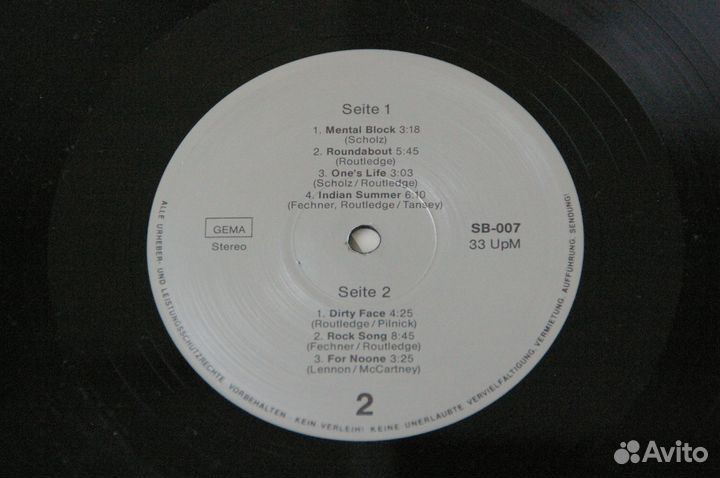 Seite 1
1. Mental Block 3:18
(Scholz)
2. Roundabout 5:45
(Routledge)
3. One's Life 3:03
(Scholz/Routledge)
4. Indian Summer 6:10
(Fechner, Routledge/Tansey)
GEMA
Stereo
SB-007
33 UpM
Seite 2
1. Dirty Face 4:25
(Routledge/Pilnick)
2. Rock Song 8:45
(Fechner/Routledge)
3. For Noone 3:25
(Lennon/McCartney)
2
ALLE URHEBER- UND LEISTUNGSSCHUTZRECHTE VORBEHALTEN - KEIN VERLEIH! KEINE UNERLAUBTE VERVIELFÄLTIGUNG, VERMIETUNG, AUFFÜHRUNG, SENDUNG!
Avito